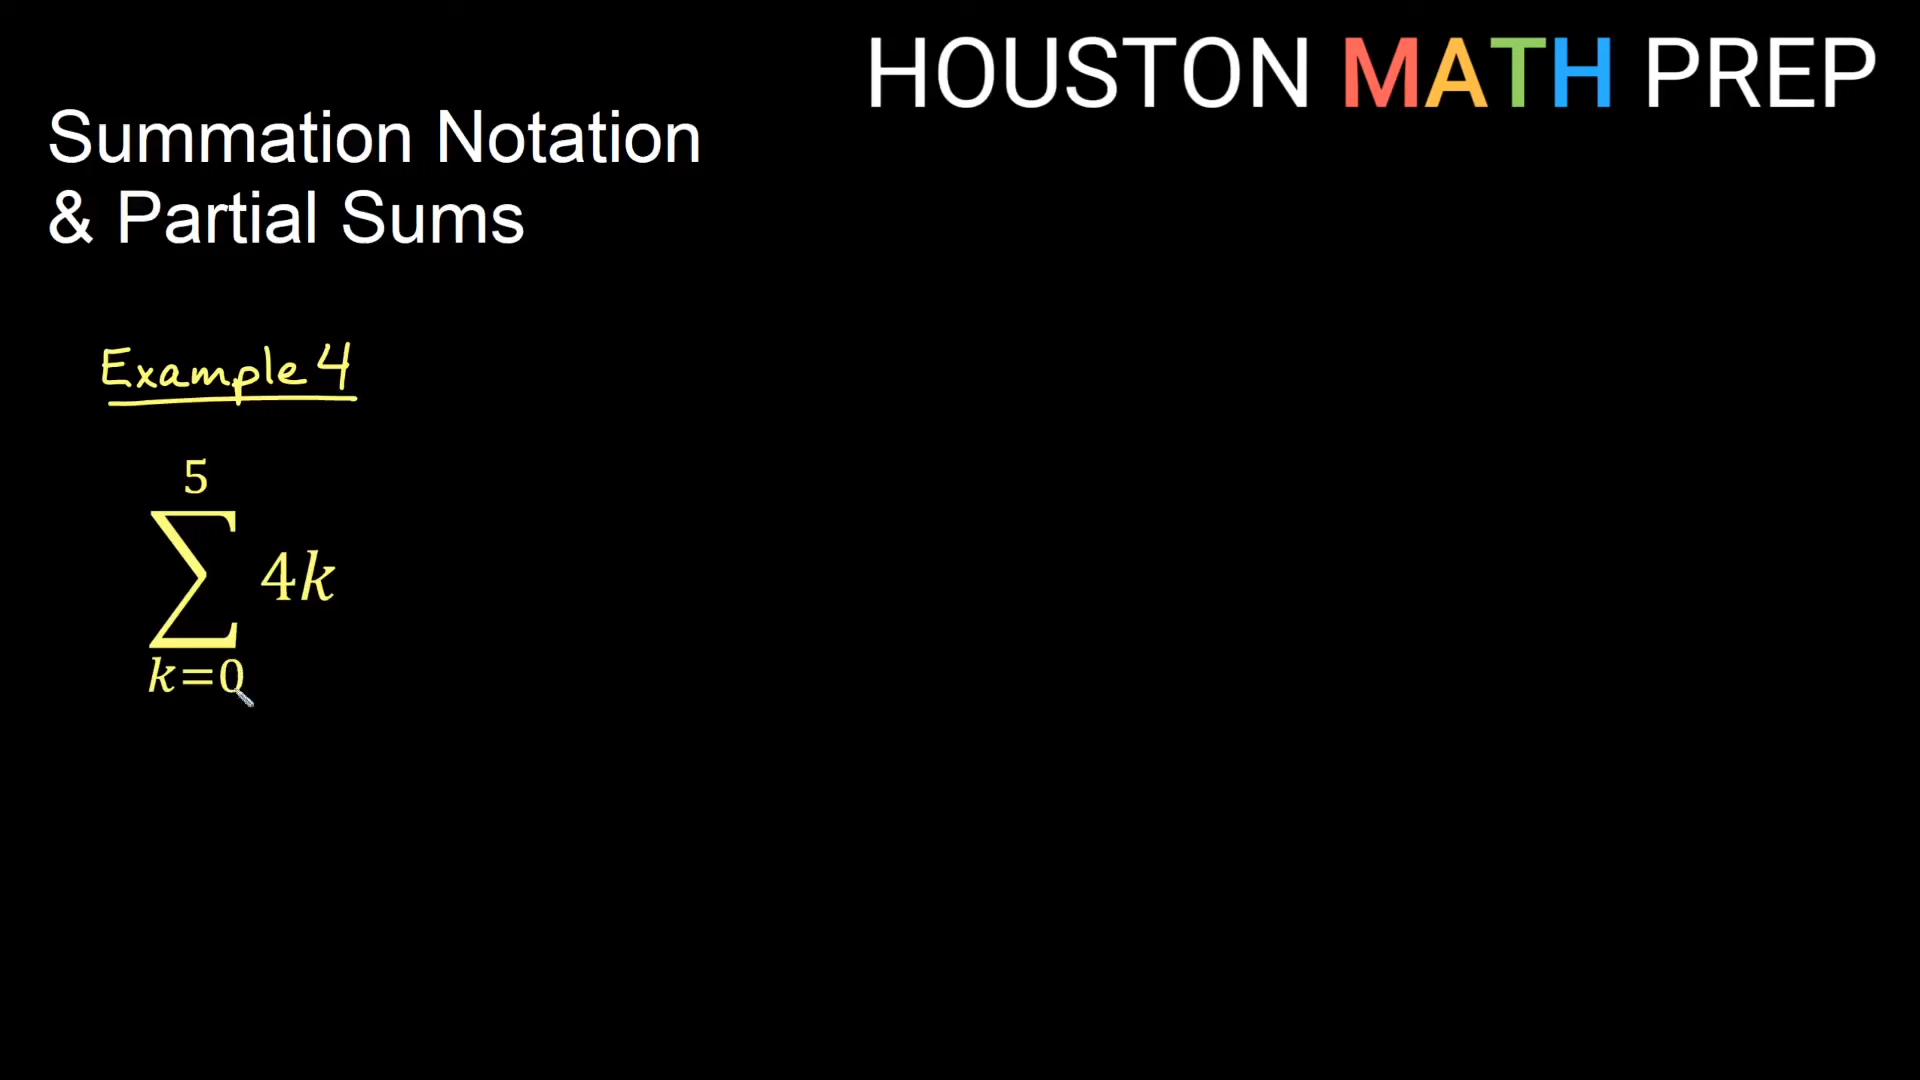 HOUSTON MATH PREP
Summation Notation
& Partial Sums
Example 4
5
∑ 4k
k=0